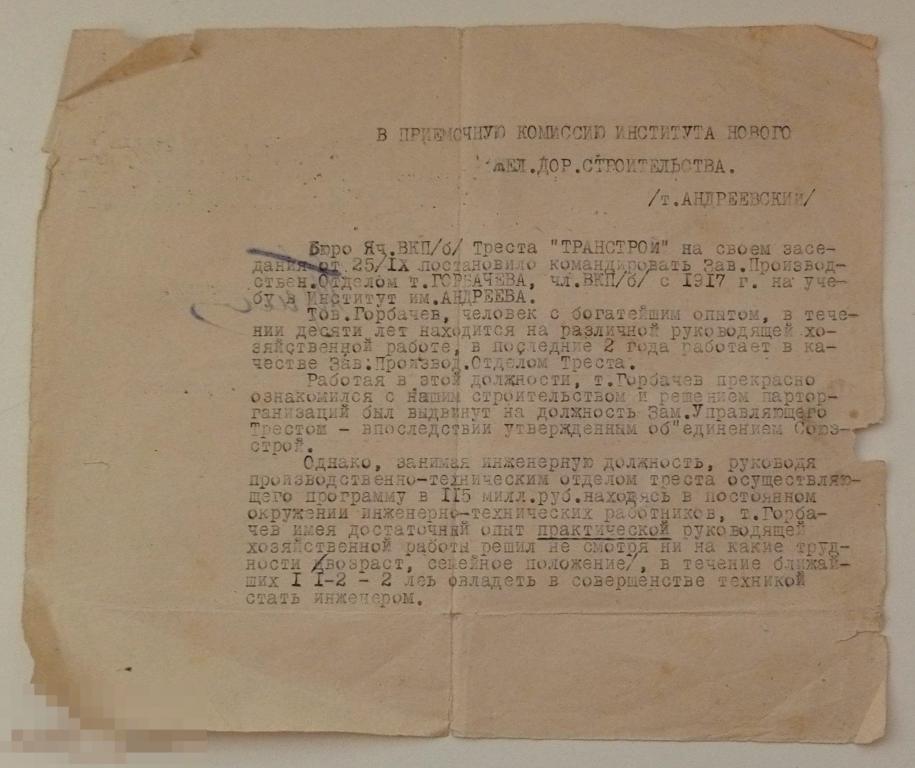 В ПРИЕМОЧНУЮ КОМИССИЮ ИНСТИТУТА НОВОГО
ЖЕЛ.ДОР.СТРОИТЕЛЬСТВА.
/т.АНДРЕЕВСКИЙ/
Бюро Яч.ВКП/б/ Треста "ТРАНСТРОЙ" на своем засе-
дания от 25/IX постановило командировать Зав.Производ-
ствен.Отделом т.ГОРБАЧЕВА, чл.ВКП/б/ с 1917 г. на уче-
бу в Институт им.АНДРЕЕВА.
Тов.Горбачев, человек с богатейшим опытом, в тече-
нии десяти лет находится на различной руководящей хо-
зяйственной работе, в последние 2 года работает в ка-
честве Зав.Производ.Отделом Треста.
Работая в этой должности, т.Горбачев прекрасно
ознакомился с нашим строительством и решением партор-
ганизаций был выдвинут на должность Зам.Управляющего
Трестом - впоследствии утвержденным об"единением Союз-
строй.
Однако, занимая инженерную должность, руководя
производственно-техническим отделом треста осуществляю-
щего программу в 115 милл.руб.находясь в постоянном
окружении инженерно-технических работников, т.Горба-
чев имея достаточный опыт практической руководящей
хозяйственной работы решил не смотря ни на какие труд-
ности /возраст, семейное положение/, в течение ближай-
ших I I-2 - 2 леь овладеть в совершенстве техникой
стать инженером.